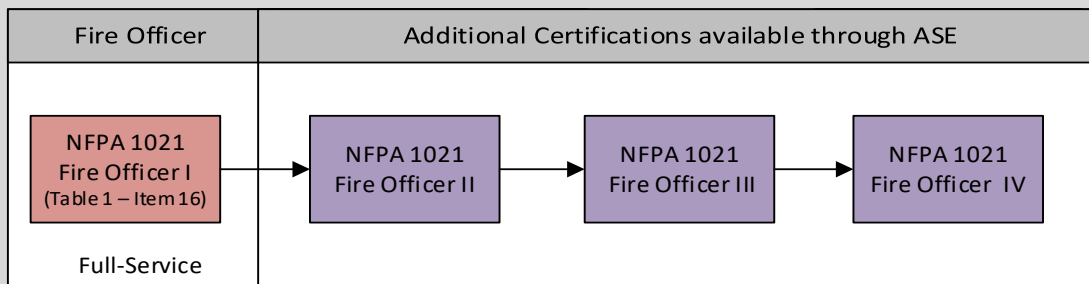 Fire Officer
Additional Certifications available through ASE
NFPA 1021
Fire Officer I
(Table 1 – Item 16)
NFPA 1021
Fire Officer II
NFPA 1021
Fire Officer III
NFPA 1021
Fire Officer IV
Full-Service